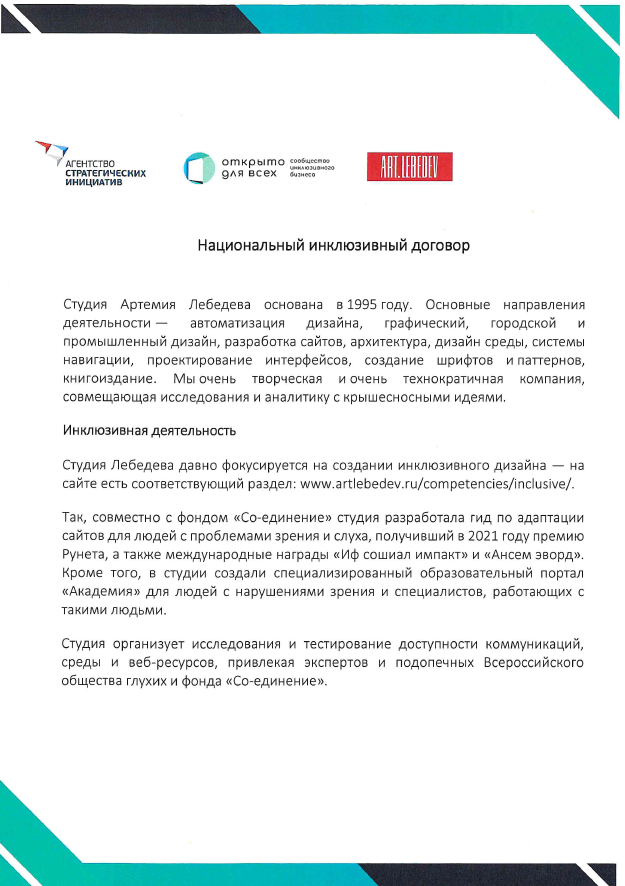 АГЕНТСТВО
СТРАТЕГИЧЕСКИХ
ИНИЦИАТИВ
открыто
для всех
сообщество
инклюзивного
бизнеса
ART.LEBEDEV
Национальный инклюзивный договор
Студия Артемия Лебедева основана в 1995 году. Основные направления
деятельности — автоматизация дизайна, графический, городской и
промышленный дизайн, разработка сайтов, архитектура, дизайн среды, системы
навигации, проектирование интерфейсов, создание шрифтов и паттернов,
книгоиздание. Мы очень творческая и очень технократичная компания,
совмещающая исследования и аналитику с крышесносными идеями.
Инклюзивная деятельность
Студия Лебедева давно фокусируется на создании инклюзивного дизайна — на
сайте есть соответствующий раздел: www.artlebedev.ru/competencies/inclusive/.
Так, совместно с фондом «Со-единение» студия разработала гид по адаптации
сайтов для людей с проблемами зрения и слуха, получивший в 2021 году премию
Рунета, а также международные награды «Иф сошиал импакт» и «Ансем эворд».
Кроме того, в студии создали специализированный образовательный портал
«Академия» для людей с нарушениями зрения и специалистов, работающих с
такими людьми.
Студия организует исследования и тестирование доступности коммуникаций,
среды и веб-ресурсов, привлекая экспертов и подопечных Всероссийского
общества глухих и фонда «Со-единение».